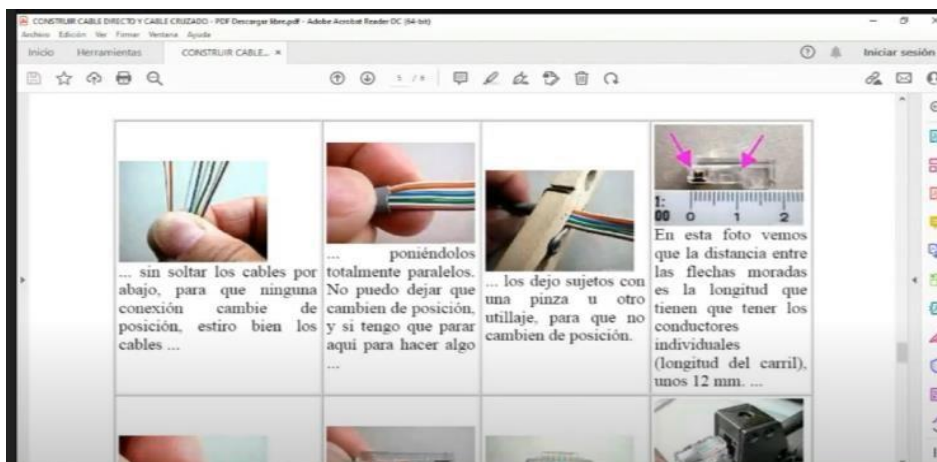 CONSTRUIR CABLE DIRECTO Y CABLE CRUZADO - PDF Descargar libre.pdf - Adobe Acrobat Reader DC (64-bit)
Archivo Edición Ver Firmar Ventana Ayuda
Inicio Herramientas CONSTRUIR CABLE... × Iniciar sesión
5 / 8
... sin soltar los cables por
abajo, para que ninguna
conexión cambie de
posición, estiro bien los
cables ...
... poniéndolos
totalmente paralelos.
No puedo dejar que
cambien de posición,
y si tengo que parar
aquí para hacer algo
...
... los dejo sujetos con
una pinza u otro
utillaje, para que no
cambien de posición.
1:
00 0 1 2
En esta foto vemos
que la distancia entre
las flechas moradas
es la longitud que
tienen que tener los
conductores
individuales
(longitud del carril),
unos 12 mm. ...